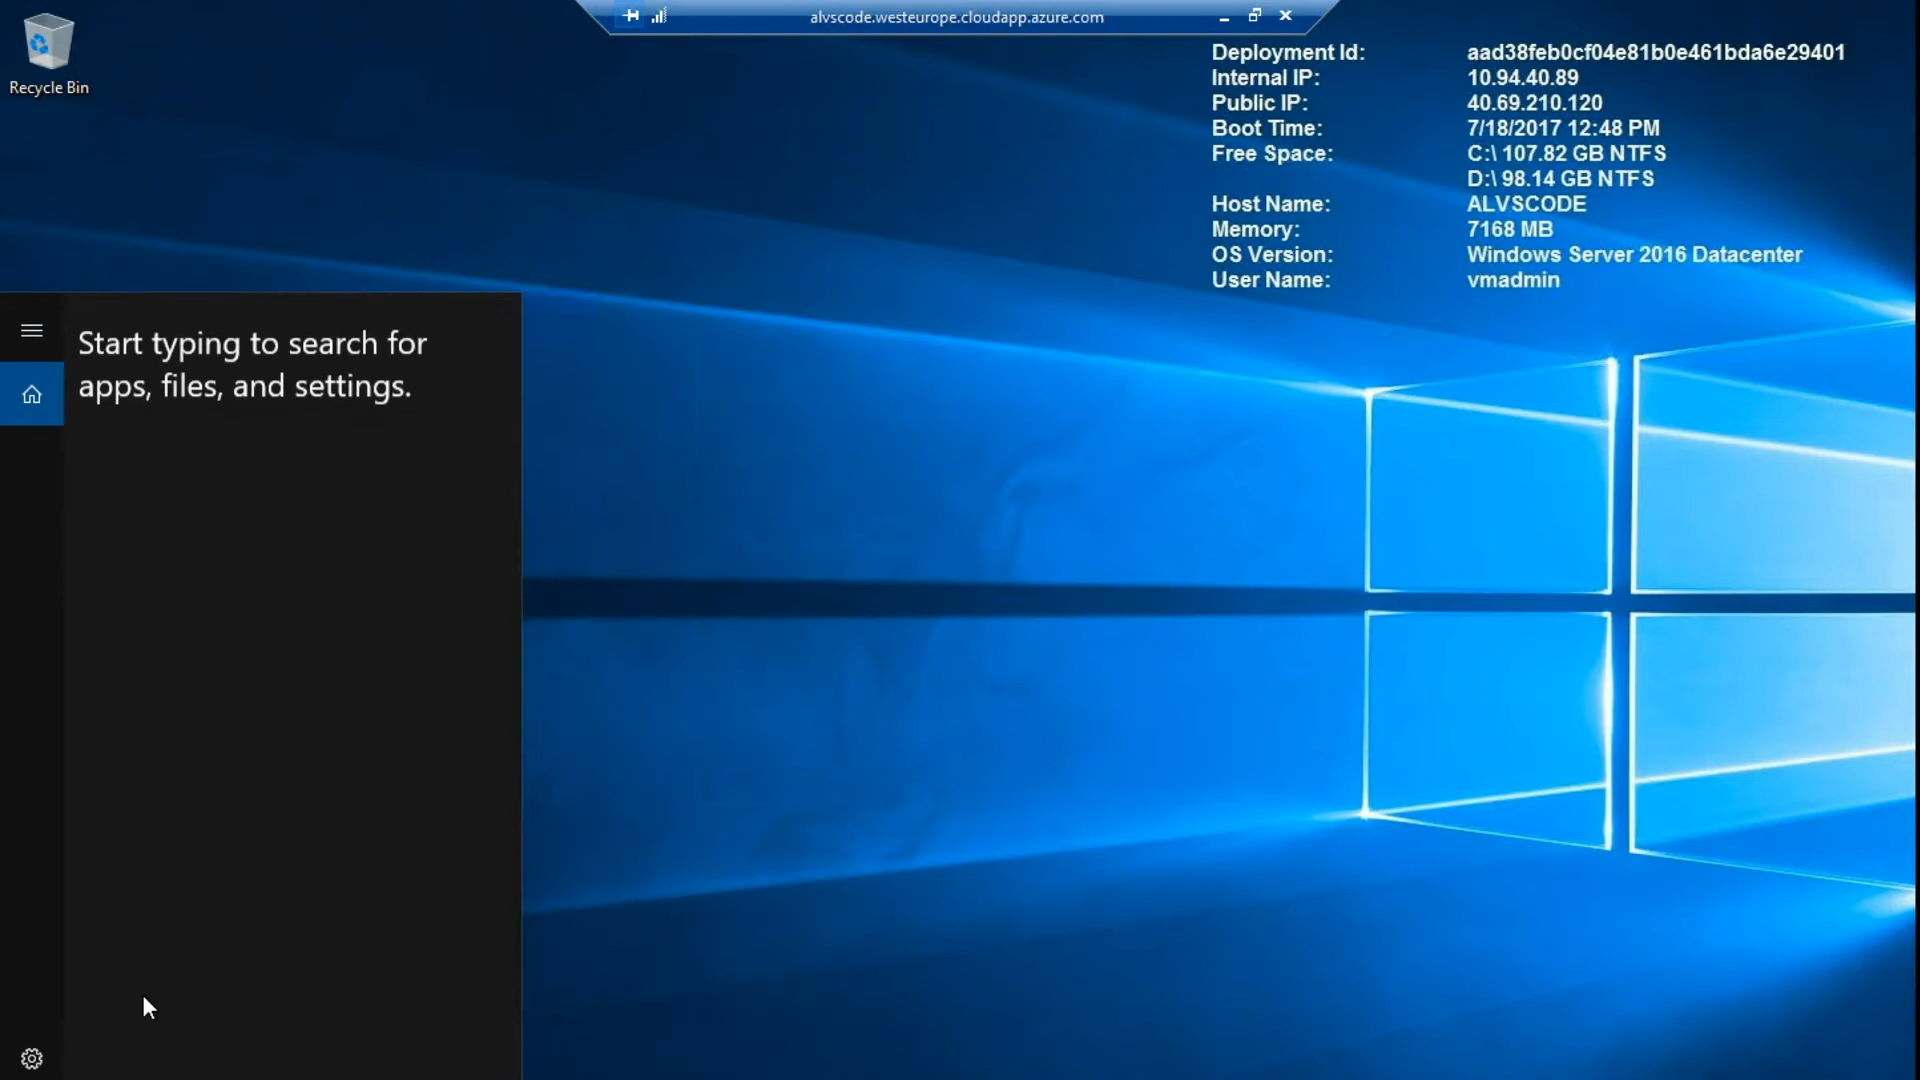 alvscode.westeurope.cloudapp.azure.com
Recycle Bin
Deployment Id: aad38feb0cf04e81b0e461bda6e29401
Internal IP: 10.94.40.89
Public IP: 40.69.210.120
Boot Time: 7/18/2017 12:48 PM
Free Space: C:\ 107.82 GB NTFS
D:\ 98.14 GB NTFS
Host Name: ALVSCODE
Memory: 7168 MB
OS Version: Windows Server 2016 Datacenter
User Name: vmadmin
Start typing to search for
apps, files, and settings.